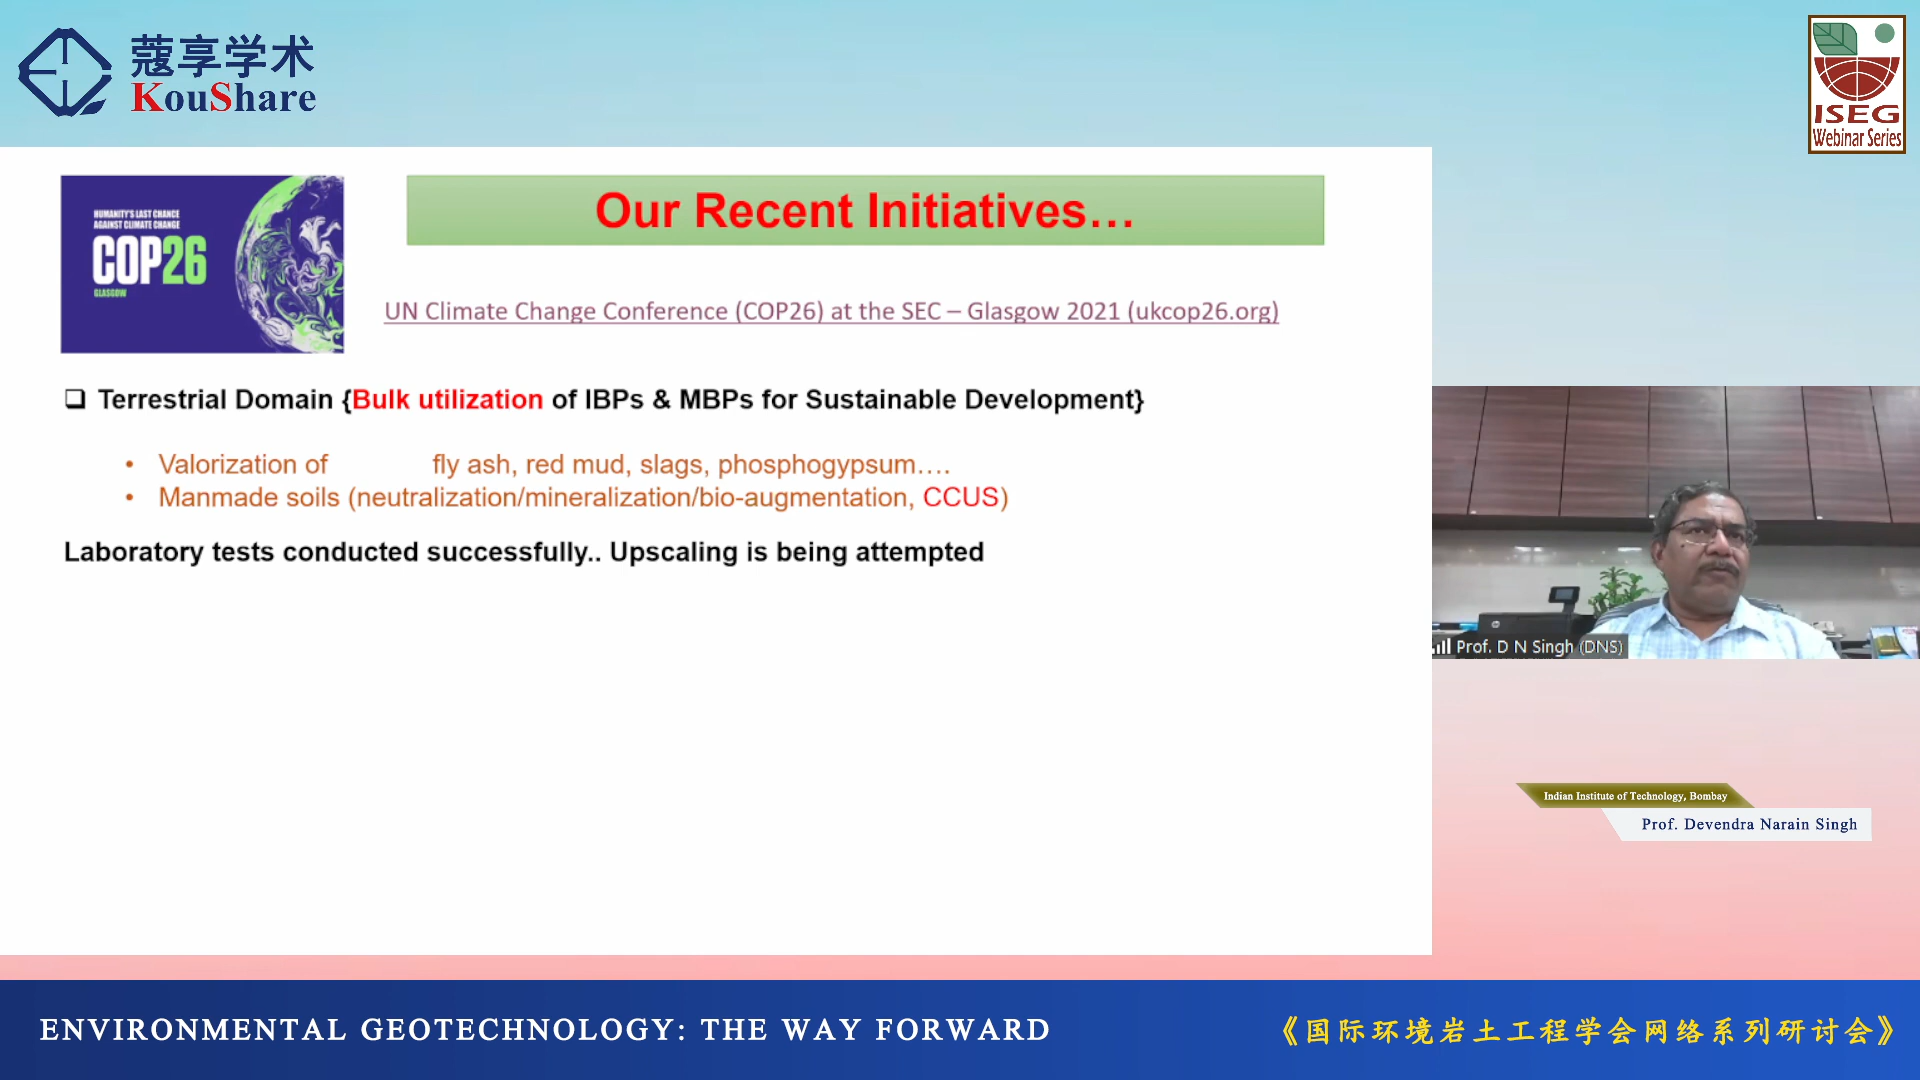 蔻享学术
KouShare
ISEG
Webinar Series
HUMANITY'S LAST CHANCE
AGAINST CLIMATE CHANGE
COP26
GLASGOW
Our Recent Initiatives…
UN Climate Change Conference (COP26) at the SEC – Glasgow 2021 (ukcop26.org)
❑ Terrestrial Domain {Bulk utilization of IBPs & MBPs for Sustainable Development}
• Valorization of fly ash, red mud, slags, phosphogypsum….
• Manmade soils (neutralization/mineralization/bio-augmentation, CCUS)
Laboratory tests conducted successfully.. Upscaling is being attempted
Prof. D N Singh (DNS)
Indian Institute of Technology, Bombay
Prof. Devendra Narain Singh
ENVIRONMENTAL GEOTECHNOLOGY: THE WAY FORWARD
《国际环境岩土工程学会网络系列研讨会》